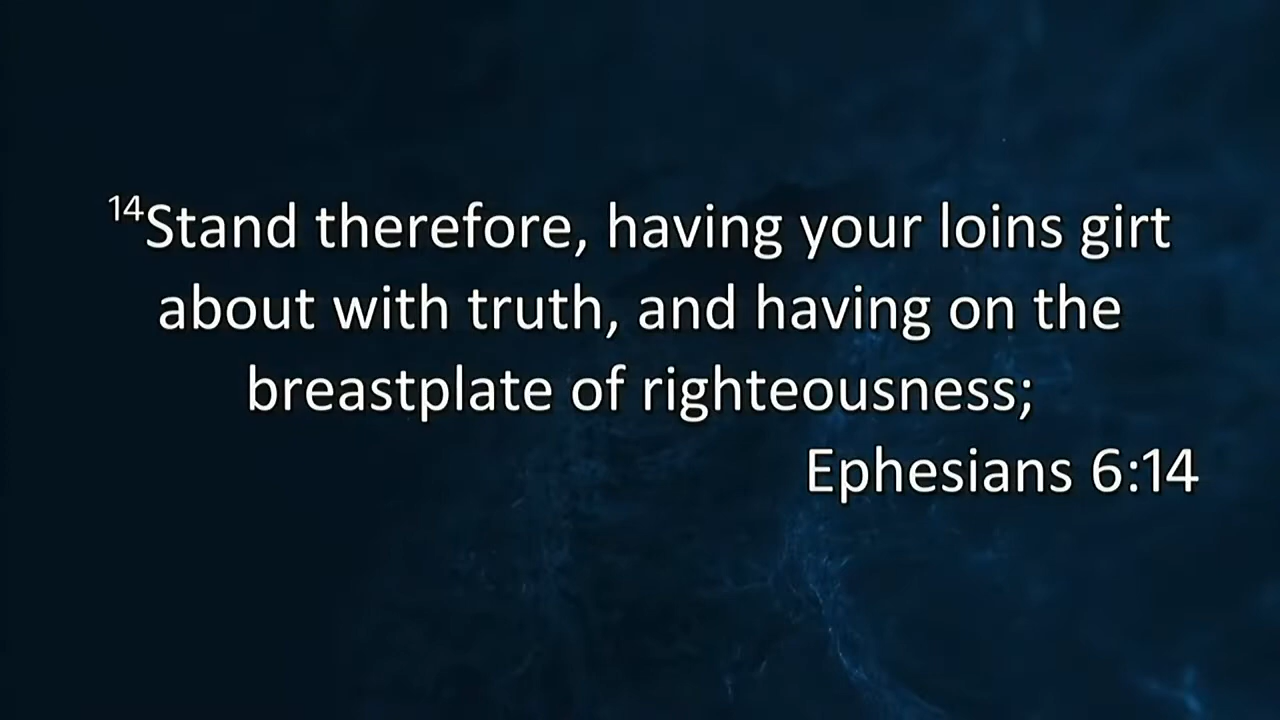 14Stand therefore, having your loins girt
about with truth, and having on the
breastplate of righteousness;
Ephesians 6:14